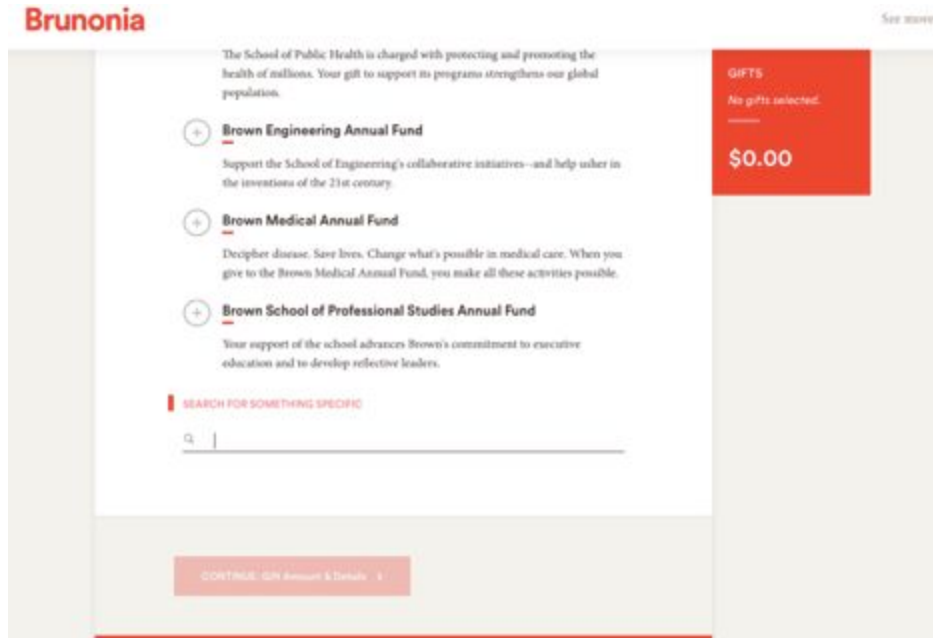 Brunonia
See more
The School of Public Health is charged with protecting and promoting the
health of millions. Your gift to support its programs strengthens our global
population.
GIFTS
No gifts selected.
$0.00
Brown Engineering Annual Fund
Support the School of Engineering's collaborative initiatives--and help usher in
the inventions of the 21st century.
Brown Medical Annual Fund
Decipher disease. Save lives. Change what's possible in medical care. When you
give to the Brown Medical Annual Fund, you make all these activities possible.
Brown School of Professional Studies Annual Fund
Your support of the school advances Brown's commitment to executive
education and to develop reflective leaders.
SEARCH FOR SOMETHING SPECIFIC
CONTINUE: Gift Amount & Details